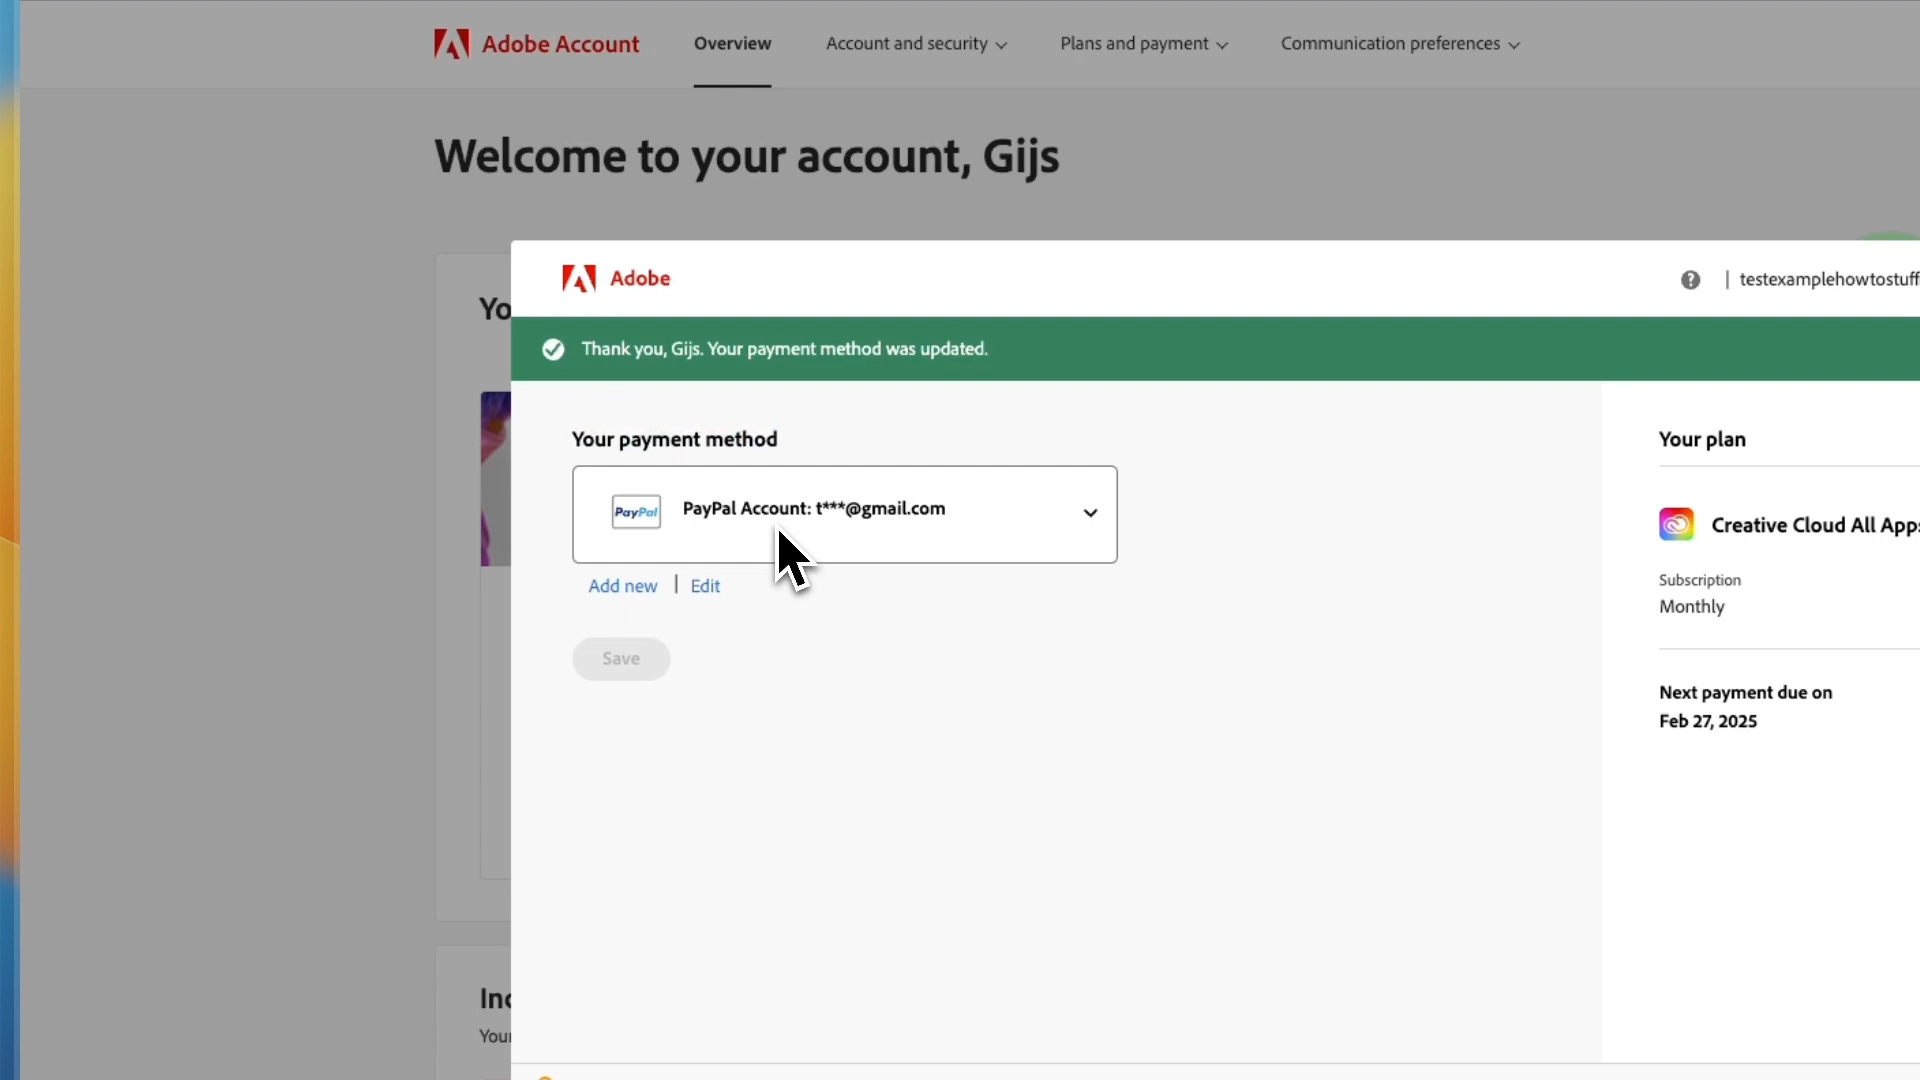 Adobe Account
Overview
Account and security
Plans and payment
Communication preferences
Welcome to your account, Gijs
Yo
Adobe
testexamplehowtostuff
Thank you, Gijs. Your payment method was updated.
Your payment method
PayPal
PayPal Account: t***@gmail.com
Add new | Edit
Save
Your plan
Creative Cloud All Apps
Subscription
Monthly
Next payment due on
Feb 27, 2025
Inc
Your